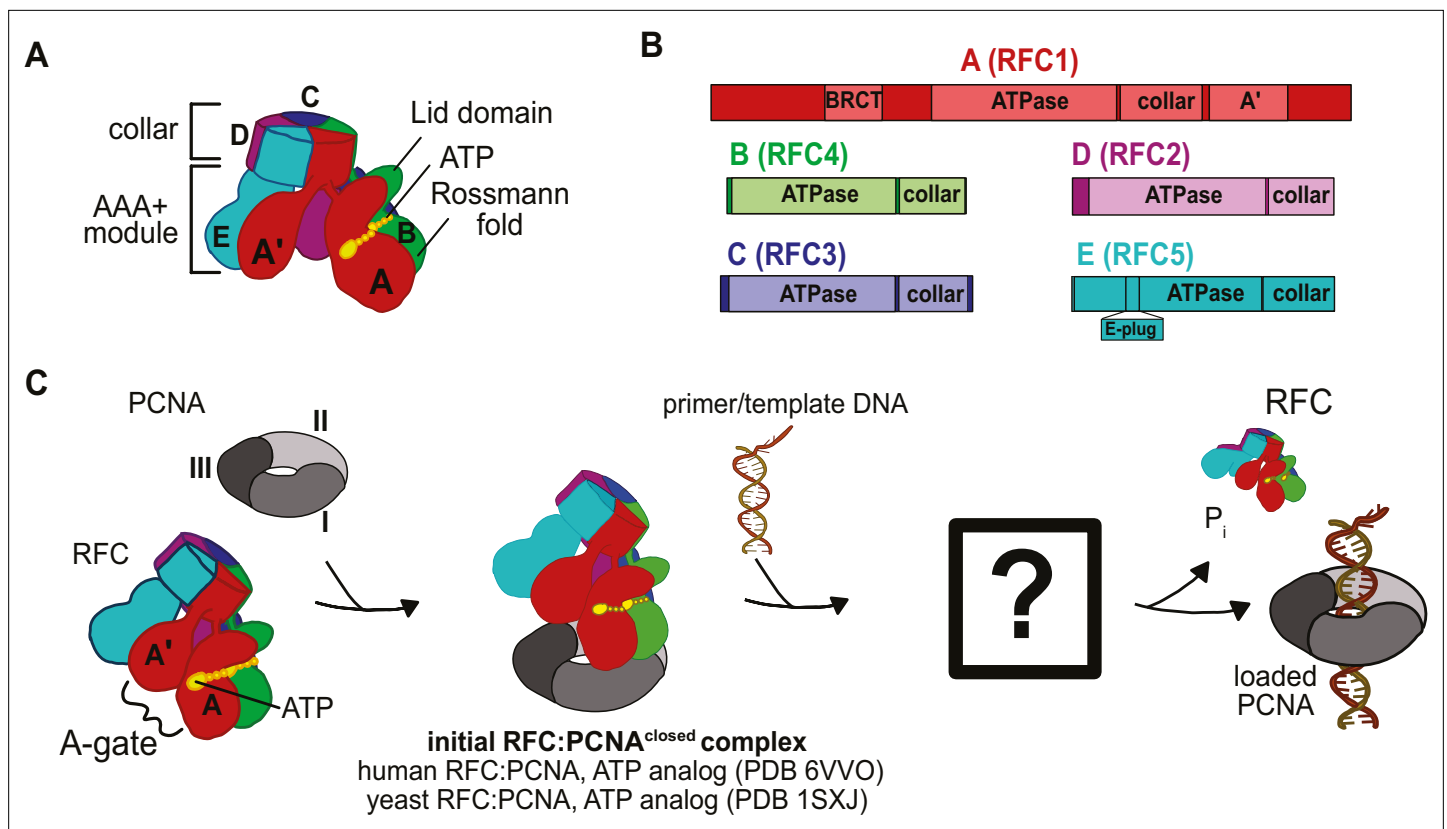 A
C
collar
D
Lid domain
ATP
Rossmann
fold
AAA+
module
E
A'
B
A
B
A (RFC1)
BRCT
ATPase
collar
A'
B (RFC4)
ATPase
collar
D (RFC2)
ATPase
collar
C (RFC3)
ATPase
collar
E (RFC5)
ATPase
collar
E-plug
C
PCNA
II
III
I
RFC
A'
A
ATP
A-gate
initial RFC:PCNAclosed complex
human RFC:PCNA, ATP analog (PDB 6VVO)
yeast RFC:PCNA, ATP analog (PDB 1SXJ)
primer/template DNA
?
RFC
Pi
loaded
PCNA